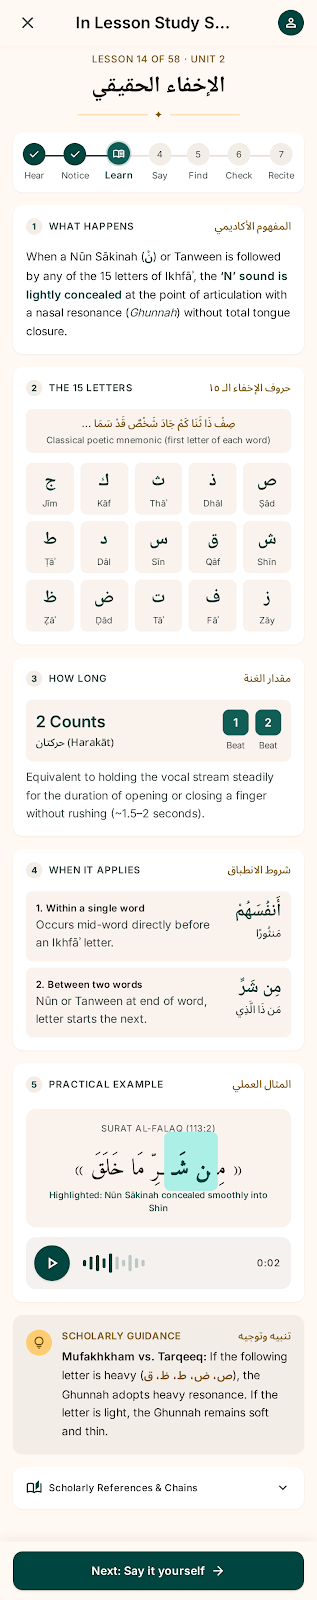 In Lesson Study S...
LESSON 14 OF 58 · UNIT 2
الإخفاء الحقيقي
4 5 6 7
Hear Notice Learn Say Find Check Recite
1 WHAT HAPPENS المفهوم الأكاديمي
When a Nūn Sākinah (نْ) or Tanween is followed
by any of the 15 letters of Ikhfāʾ, the ‘N’ sound is
lightly concealed at the point of articulation with
a nasal resonance (Ghunnah) without total tongue
closure.
2 THE 15 LETTERS حروف الإخفاء الـ ١٥
صِفْ ذَا ثَنَا كَمْ جَادَ شَخْصٌ قَدْ سَمَا ...
Classical poetic mnemonic (first letter of each word)
ص ذ ث ك ج
Jīm Kāf Thāʾ Dhāl Ṣād
ش ق س د ط
Ṭāʾ Dāl Sīn Qāf Shīn
ز ف ت ض ظ
Ẓāʾ Ḍād Tāʾ Fāʾ Zāy
3 HOW LONG مقدار الغنة
2 Counts
حركتان (Harakāt)
1 2
Beat Beat
Equivalent to holding the vocal stream steadily
for the duration of opening or closing a finger
without rushing (~1.5–2 seconds).
4 WHEN IT APPLIES شروط الانطباق
1. Within a single word
Occurs mid-word directly before
an Ikhfāʾ letter.
أَنفُسَهُمْ
مَنثُورًا
2. Between two words
Nūn or Tanween at end of word,
letter starts the next.
مِن شَرِّ
مَن ذَا الَّذِي
5 PRACTICAL EXAMPLE المثال العملي
SURAT AL-FALAQ (113:2)
« مِن شَرِّ مَا خَلَقَ »
Highlighted: Nūn Sākinah concealed smoothly into
Shīn
0:02
SCHOLARLY GUIDANCE تنبيه وتوجيه
Mufakhkham vs. Tarqeeq: If the following
letter is heavy (ص، ض، ط، ظ، ق), the
Ghunnah adopts heavy resonance. If the
letter is light, the Ghunnah remains soft
and thin.
Scholarly References & Chains
Next: Say it yourself →